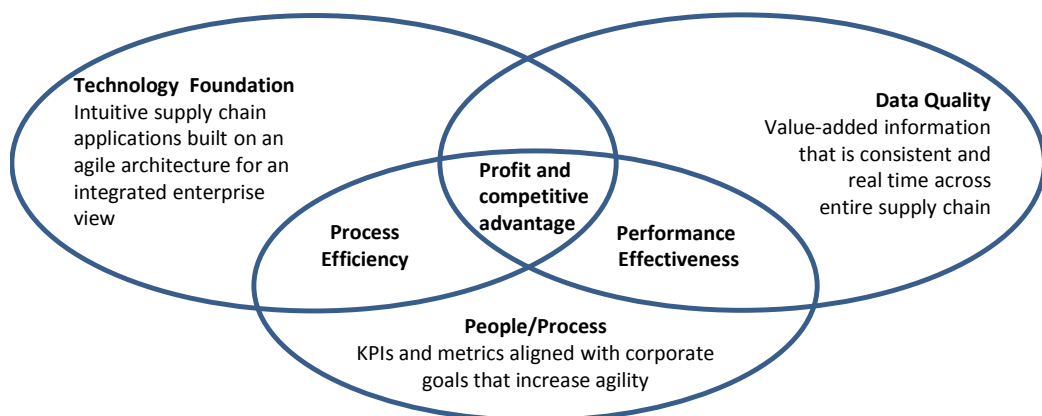 Technology Foundation
Intuitive supply chain
applications built on an
agile architecture for an
integrated enterprise
view
Data Quality
Value-added information
that is consistent and
real time across
entire supply chain
Profit and
competitive
advantage
Process
Efficiency
Performance
Effectiveness
People/Process
KPIs and metrics aligned with corporate
goals that increase agility